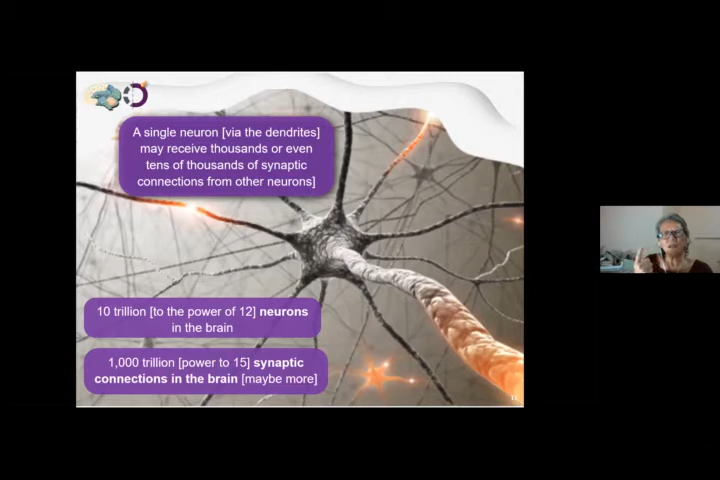 A single neuron [via the dendrites]
may receive thousands or even
tens of thousands of synaptic
connections from other neurons]
10 trillion [to the power of 12] neurons
in the brain
1,000 trillion [power to 15] synaptic
connections in the brain [maybe more]